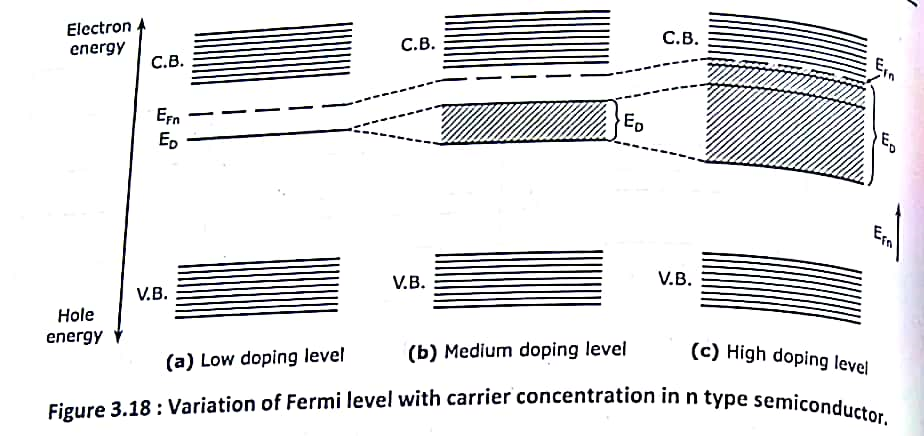 Electron
energy
C.B.
C.B.
C.B.
E_Fn
E_Fn
E_D
E_D
E_D
E_Fn
V.B.
V.B.
V.B.
Hole
energy
(a) Low doping level
(b) Medium doping level
(c) High doping level
Figure 3.18 : Variation of Fermi level with carrier concentration in n type semiconductor.